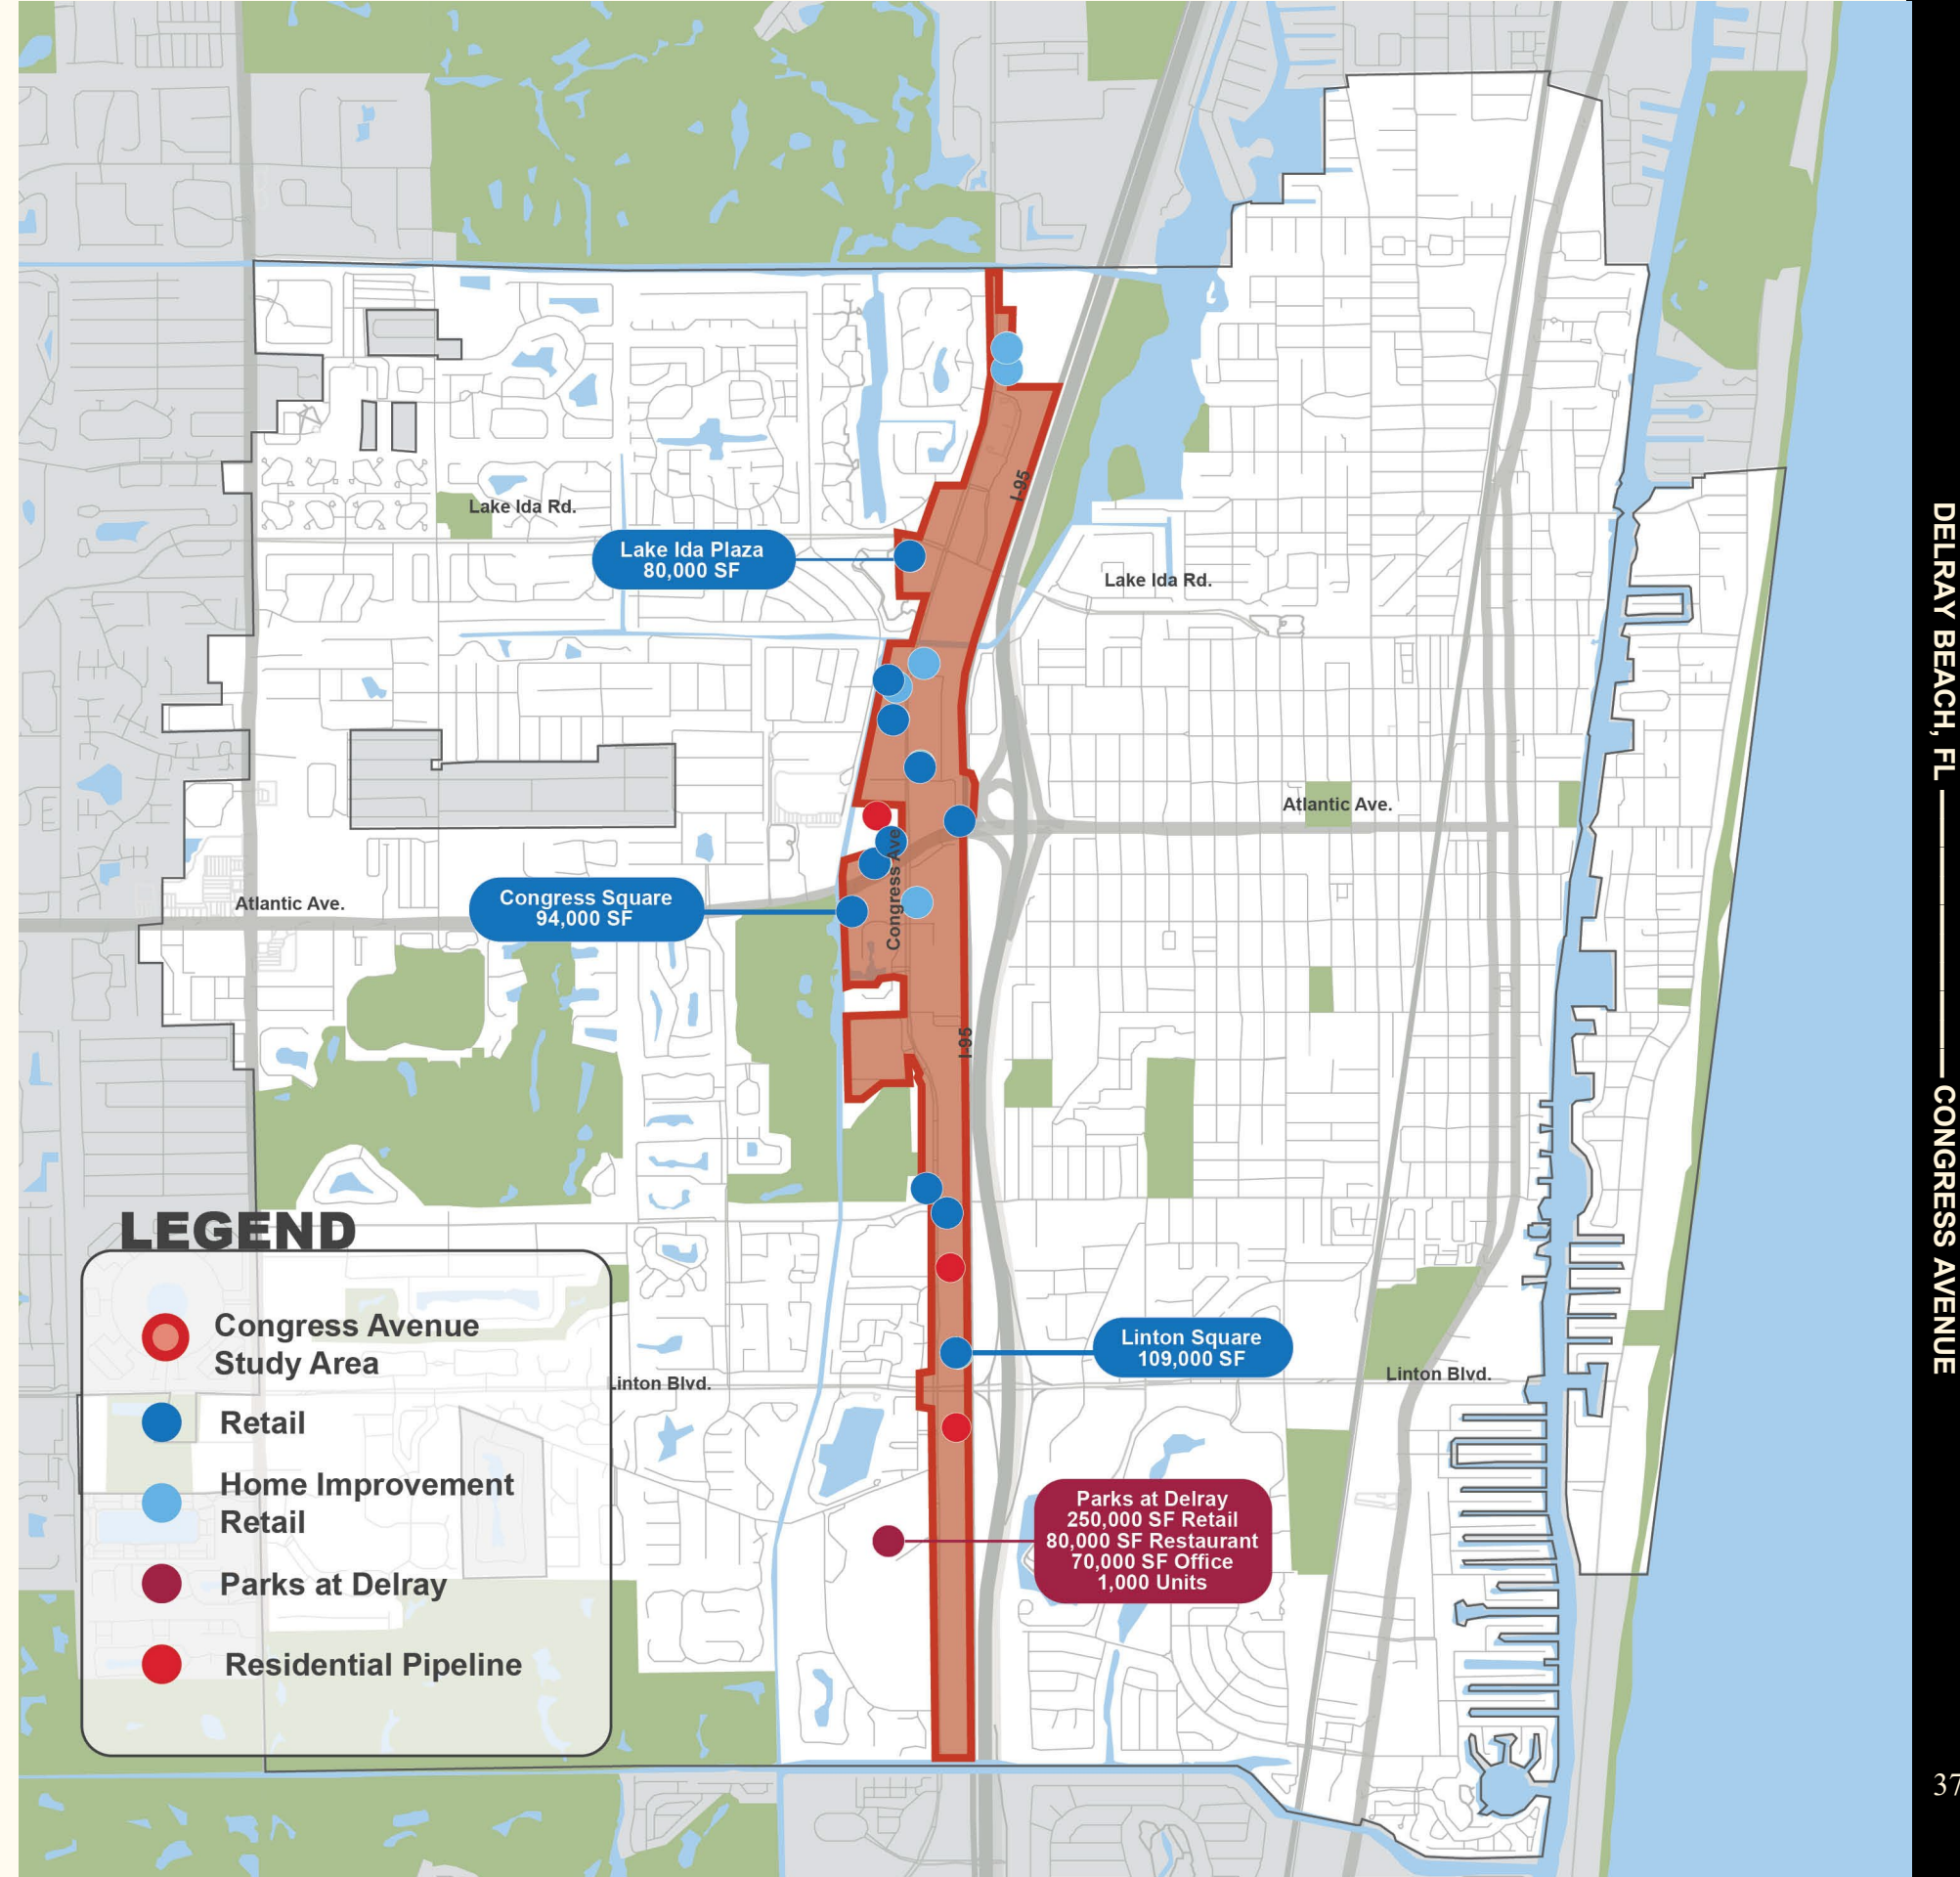 I-95
Lake Ida Rd.
Lake Ida Plaza
80,000 SF
Lake Ida Rd.
Atlantic Ave.
Congress Ave
Congress Square
94,000 SF
Atlantic Ave.
I-95
LEGEND
Congress Avenue
Study Area
Retail
Home Improvement
Retail
Parks at Delray
Residential Pipeline
Linton Square
109,000 SF
Linton Blvd.
Linton Blvd.
Parks at Delray
250,000 SF Retail
80,000 SF Restaurant
70,000 SF Office
1,000 Units
DELRAY BEACH, FL
CONGRESS AVENUE
37